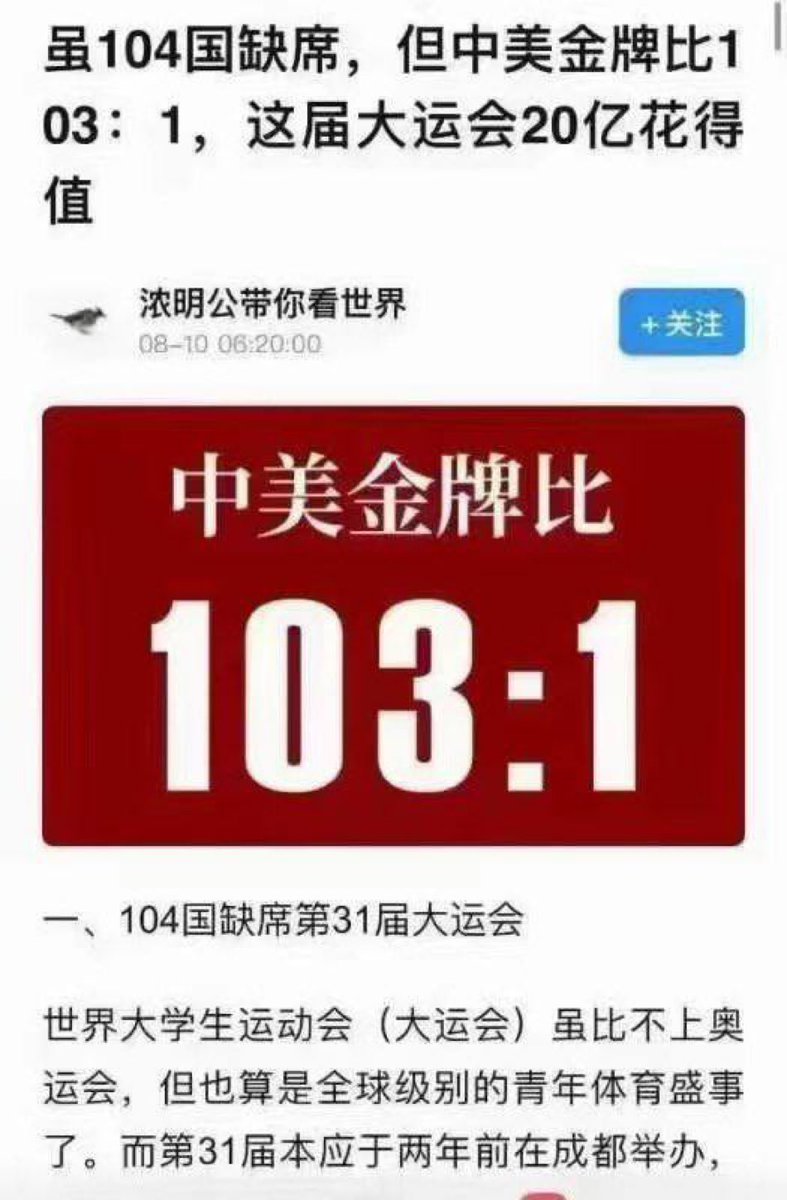 虽104国缺席，但中美金牌比1
03：1，这届大运会20亿花得
值
浓明公带你看世界
08-10 06:20:00
+关注
中美金牌比
103:1
一、104国缺席第31届大运会
世界大学生运动会（大运会）虽比不上奥
运会，但也算是全球级别的青年体育盛事
了。而第31届本应于两年前在成都举办，